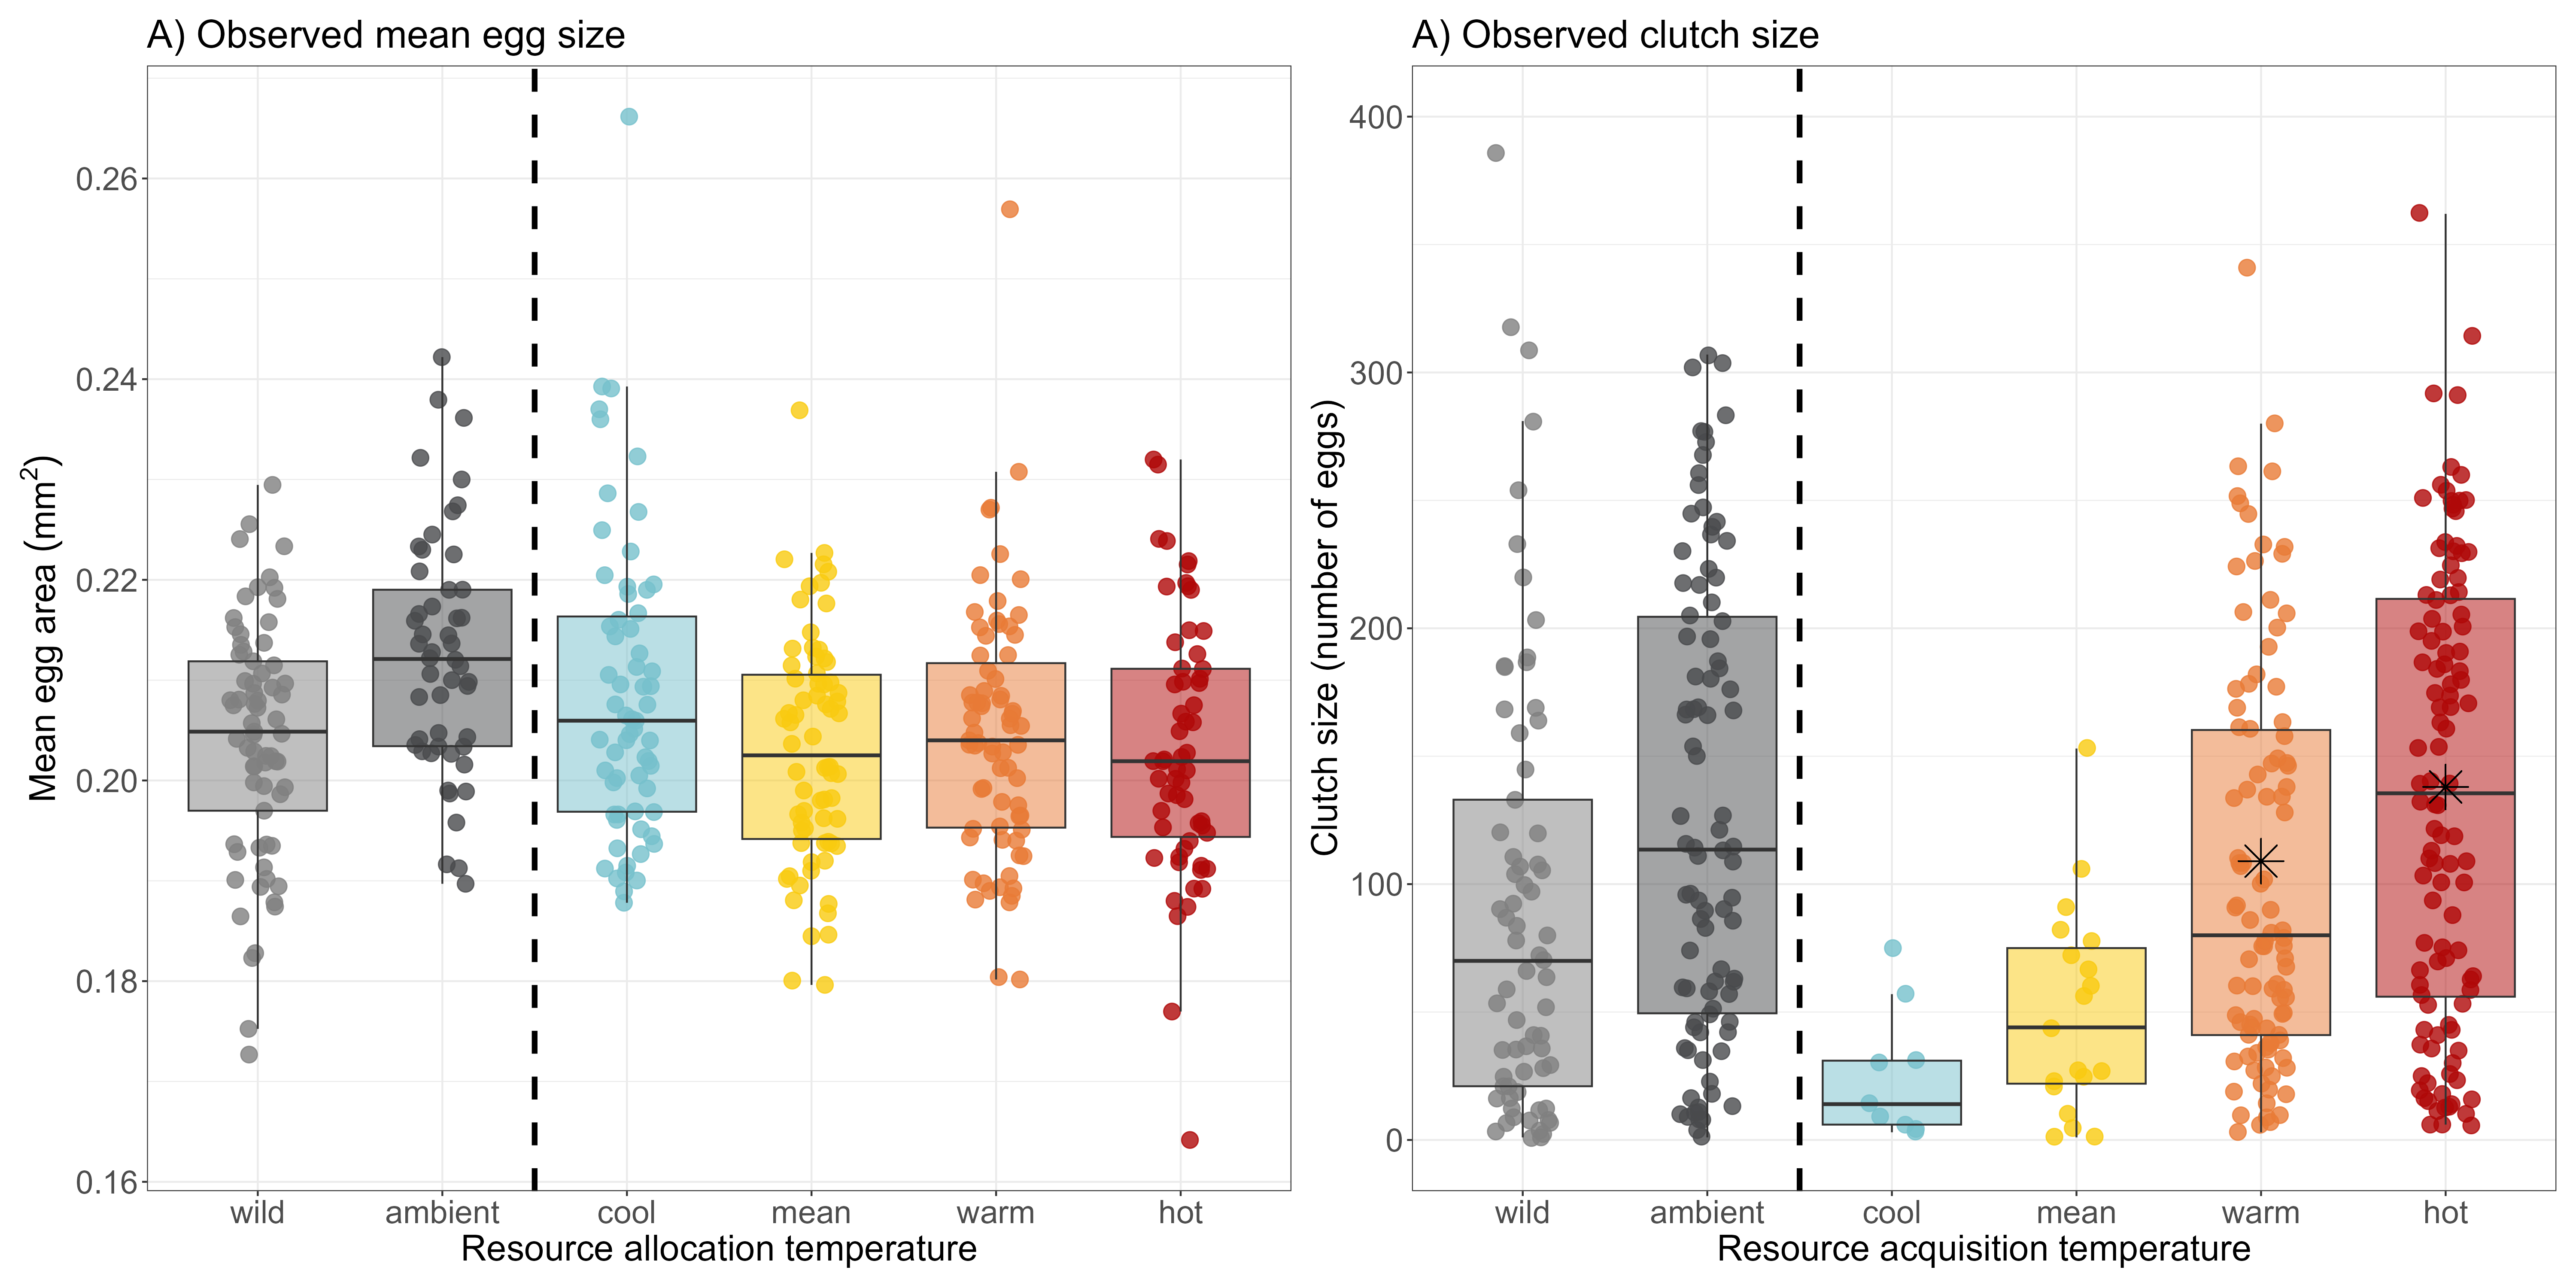 A) Observed mean egg size
Mean egg area (mm²)
0.26
0.24
0.22
0.20
0.18
0.16
wild ambient cool mean warm hot
Resource allocation temperature
A) Observed clutch size
Clutch size (number of eggs)
400
300
200
100
0
wild ambient cool mean warm hot
Resource acquisition temperature